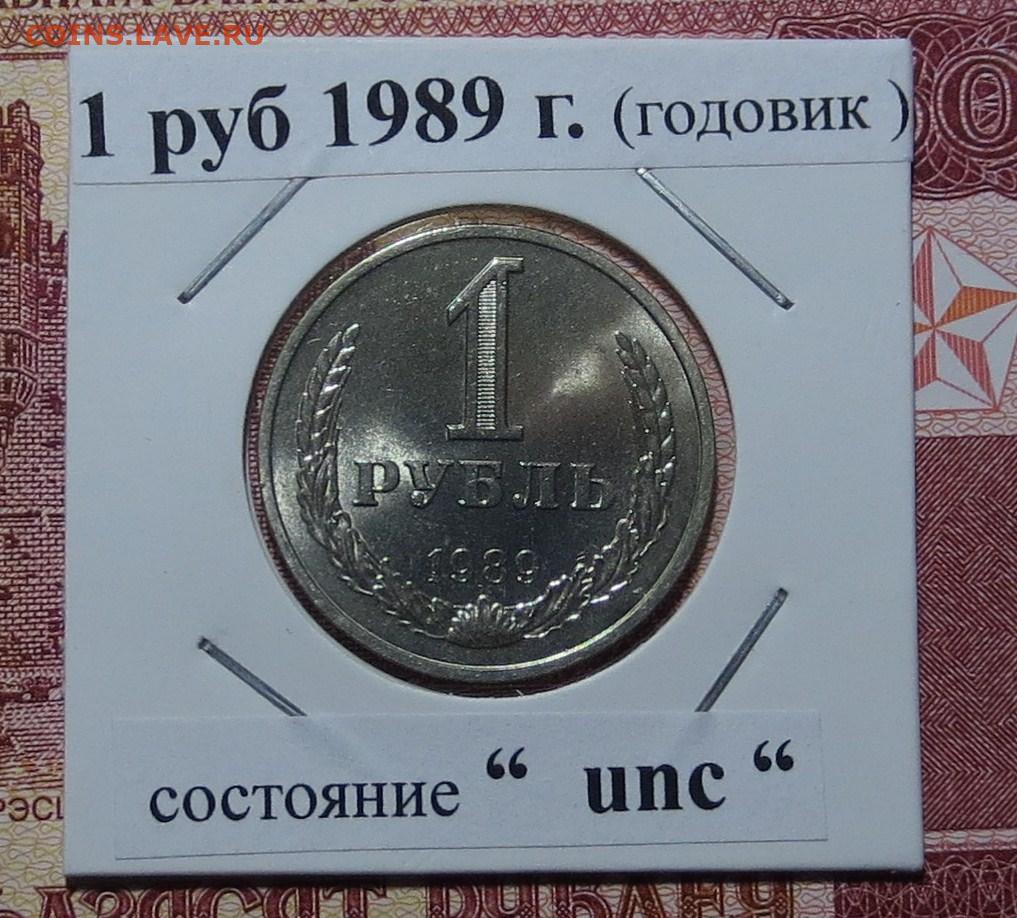 COINS.LAVE.RU
1 руб 1989 г. (годовик )
1
РУБЛЬ
1989
состояние “ unc “